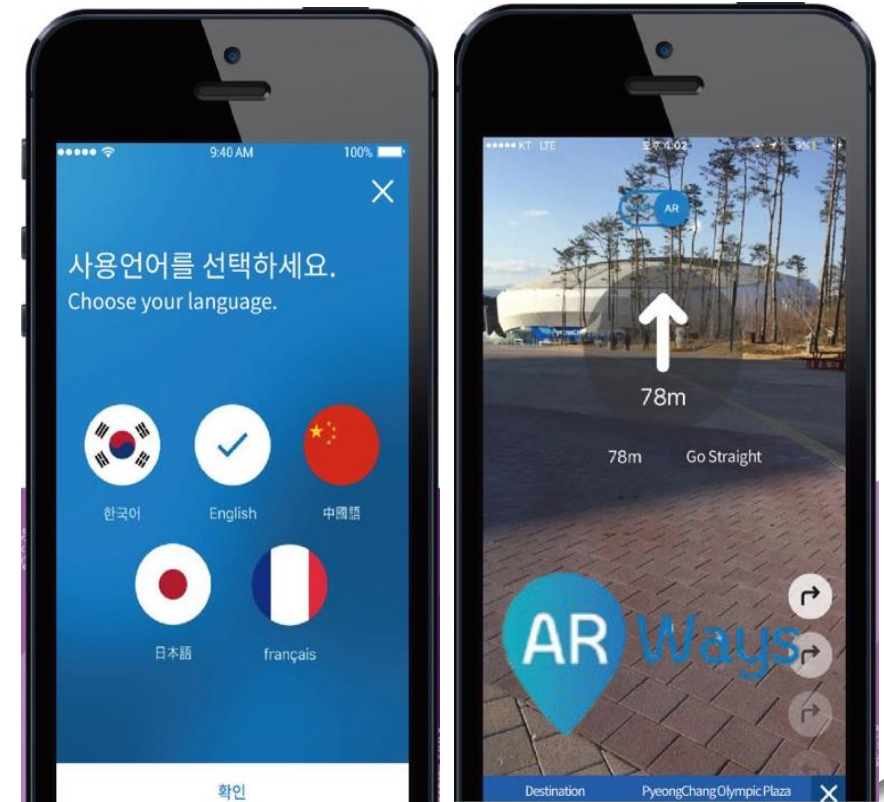 9:40 AM
100%
사용언어를 선택하세요.
Choose your language.
한국어
English
中國語
日本語
français
확인
KT LTE
AR
78m
78m Go Straight
AR Ways
Destination PyeongChang Olympic Plaza